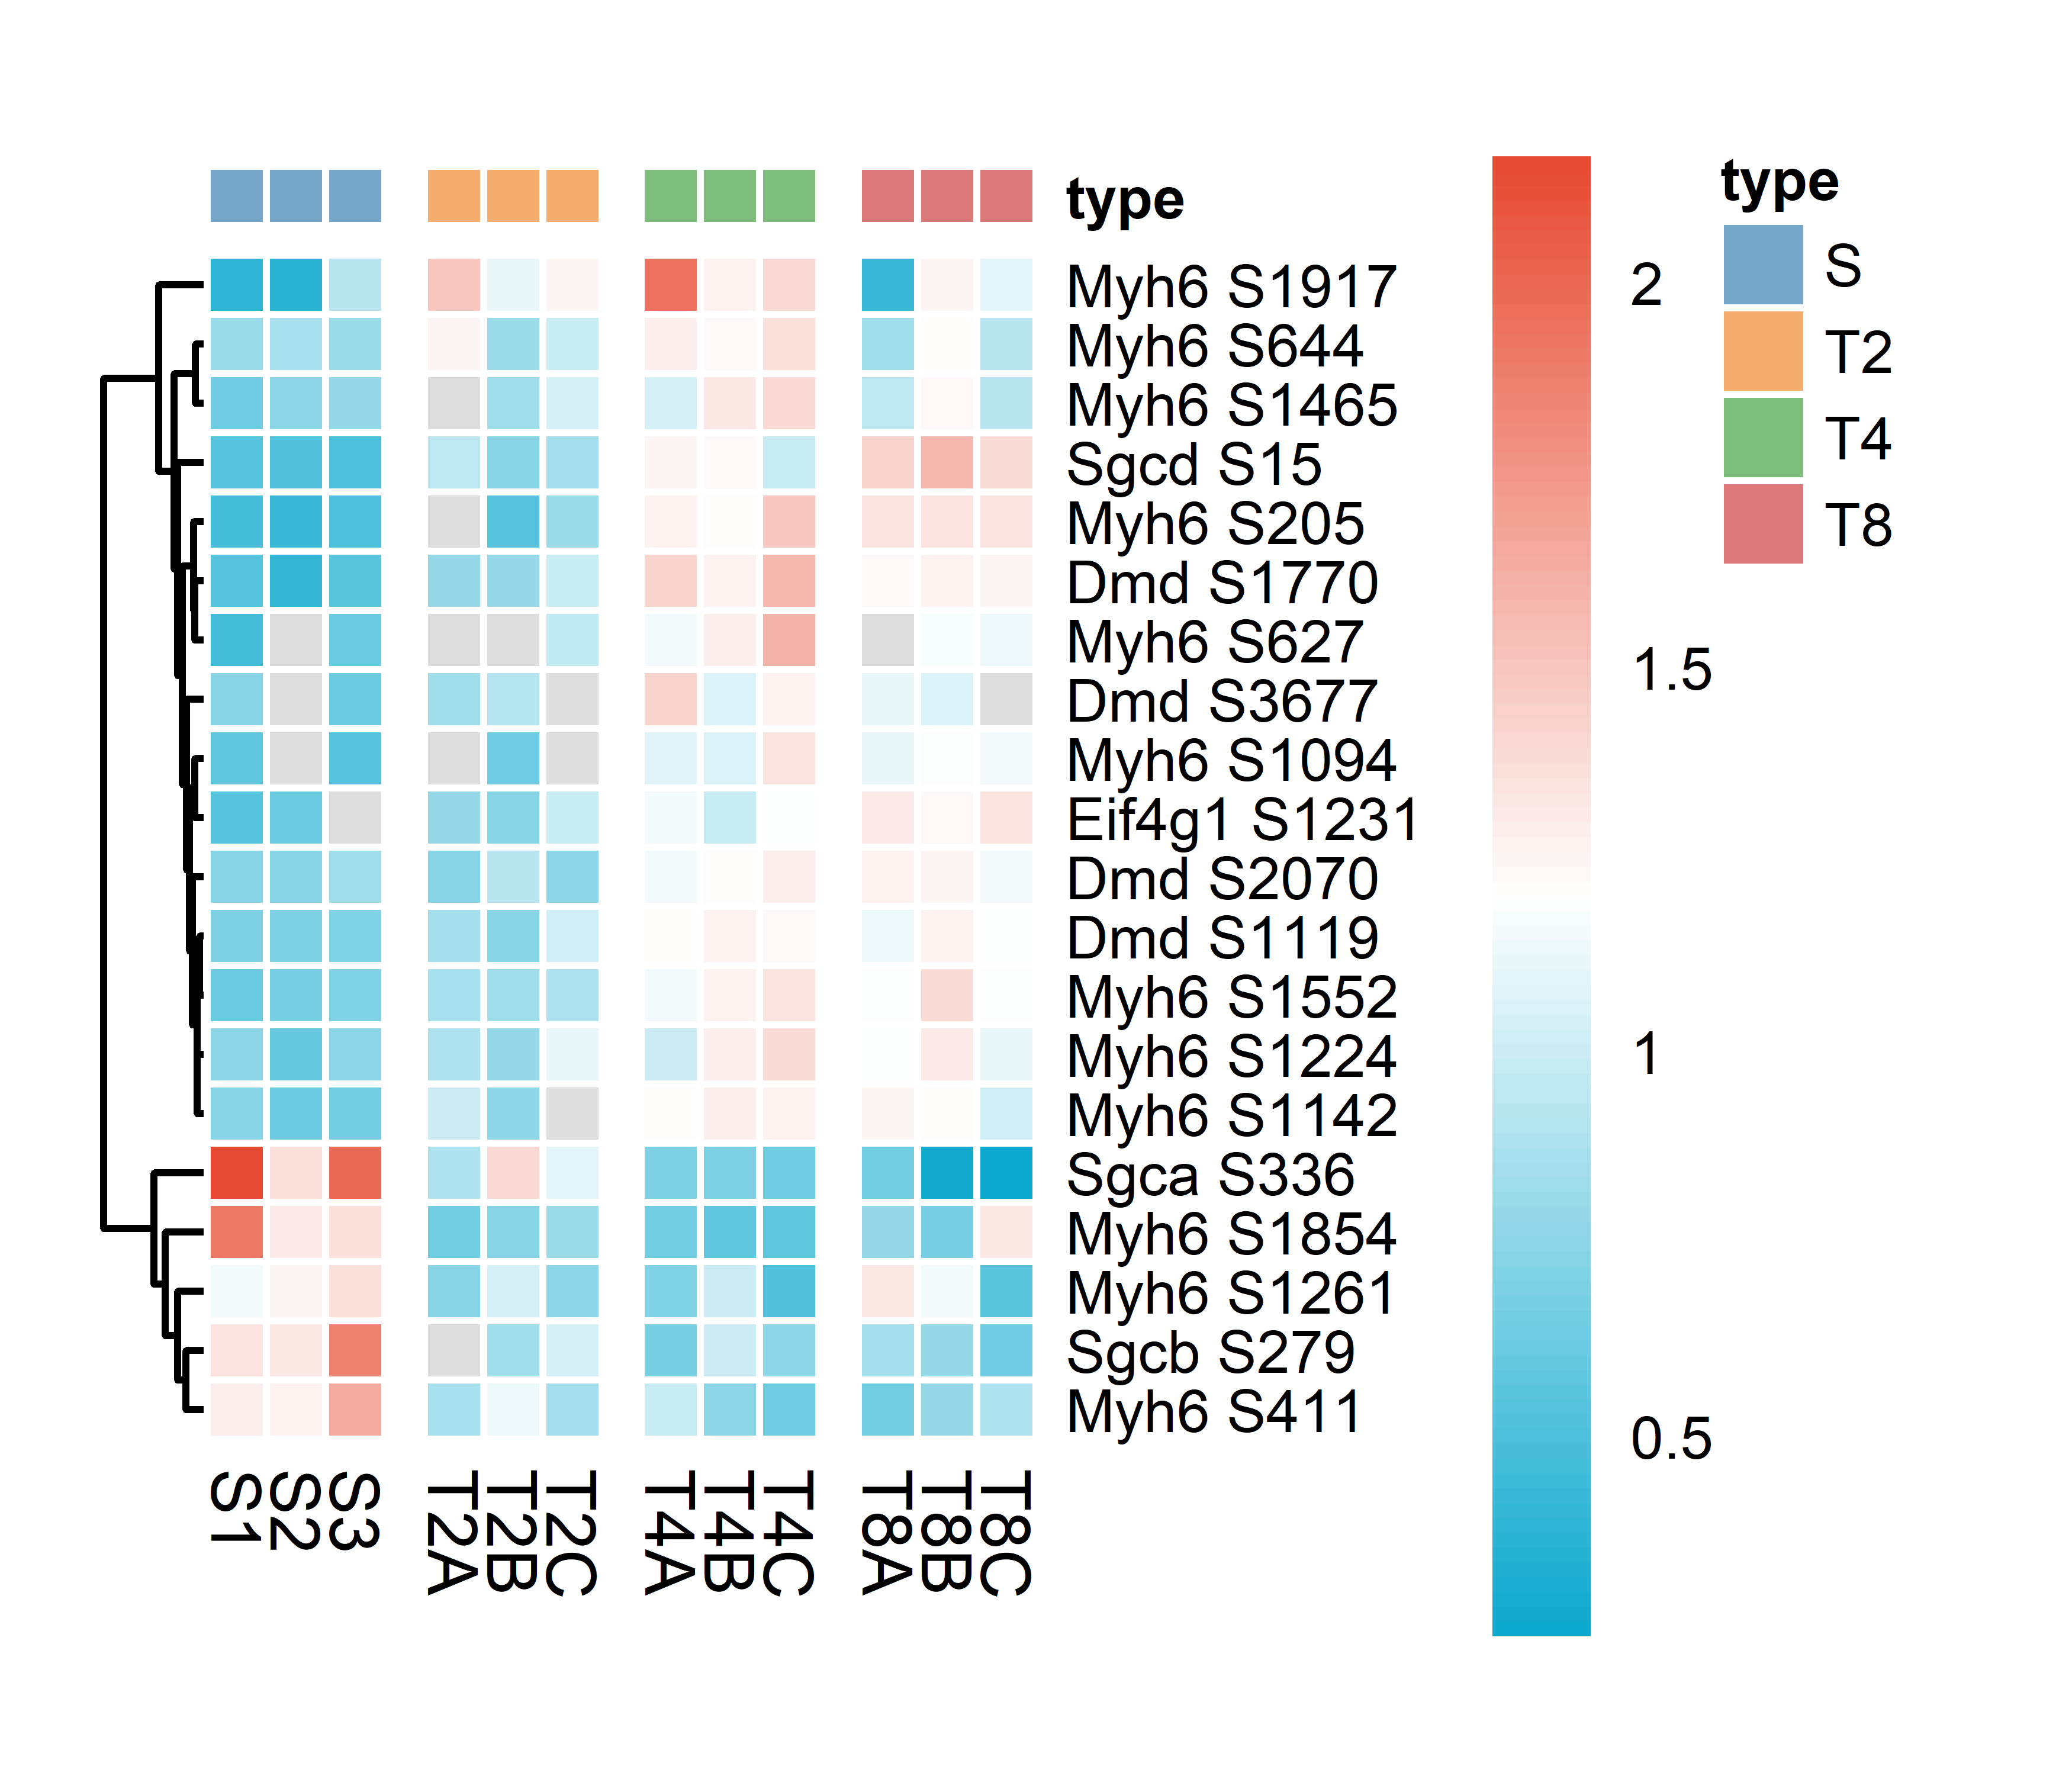 type
Myh6 S1917
Myh6 S644
Myh6 S1465
Sgcd S15
Myh6 S205
Dmd S1770
Myh6 S627
Dmd S3677
Myh6 S1094
Eif4g1 S1231
Dmd S2070
Dmd S1119
Myh6 S1552
Myh6 S1224
Myh6 S1142
Sgca S336
Myh6 S1854
Myh6 S1261
Sgcb S279
Myh6 S411
S1
S2
S3
T2A
T2B
T2C
T4A
T4B
T4C
T8A
T8B
T8C
2
1.5
1
0.5
type
S
T2
T4
T8